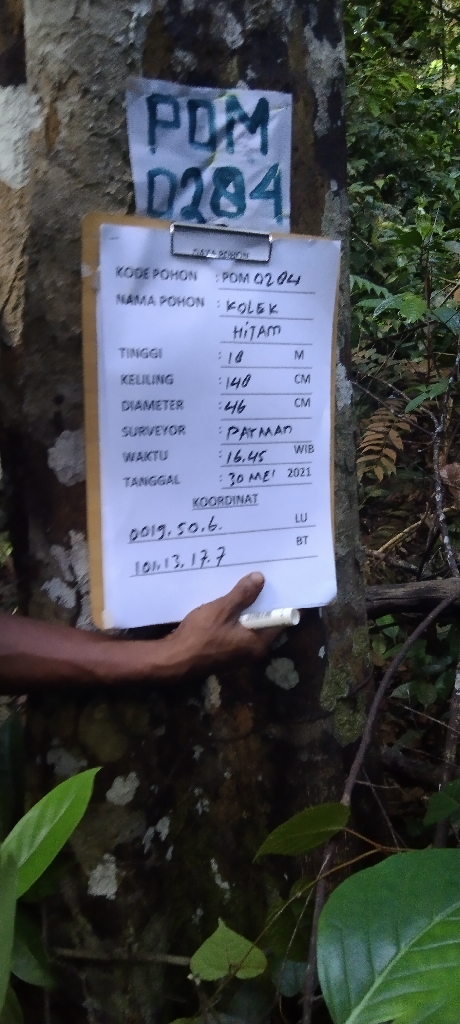 PDM
0284
DATA POHON
KODE POHON : PDM 0284
NAMA POHON : KOLEK
HITAM
TINGGI : 18 M
KELILING : 148 CM
DIAMETER : 46 CM
SURVEYOR : PAYMAN
WAKTU : 16.45 WIB
TANGGAL : 30 MEI 2021
KOORDINAT
0019.50.6. LU
101.13.17.7 BT